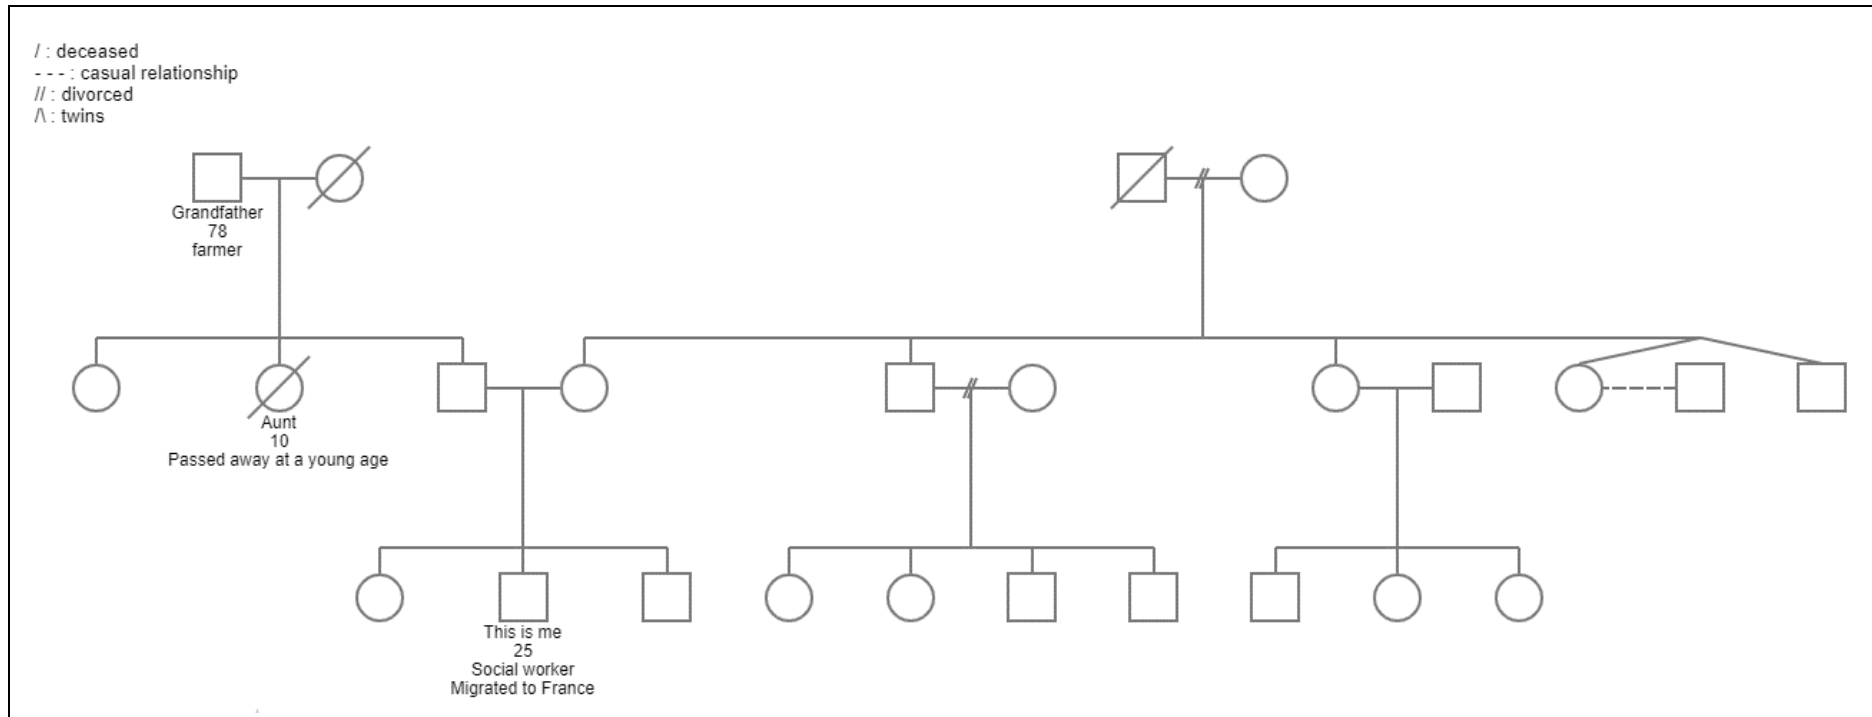 / : deceased
- - - : casual relationship
// : divorced
/\ : twins
Grandfather
78
farmer
Aunt
10
Passed away at a young age
This is me
25
Social worker
Migrated to France